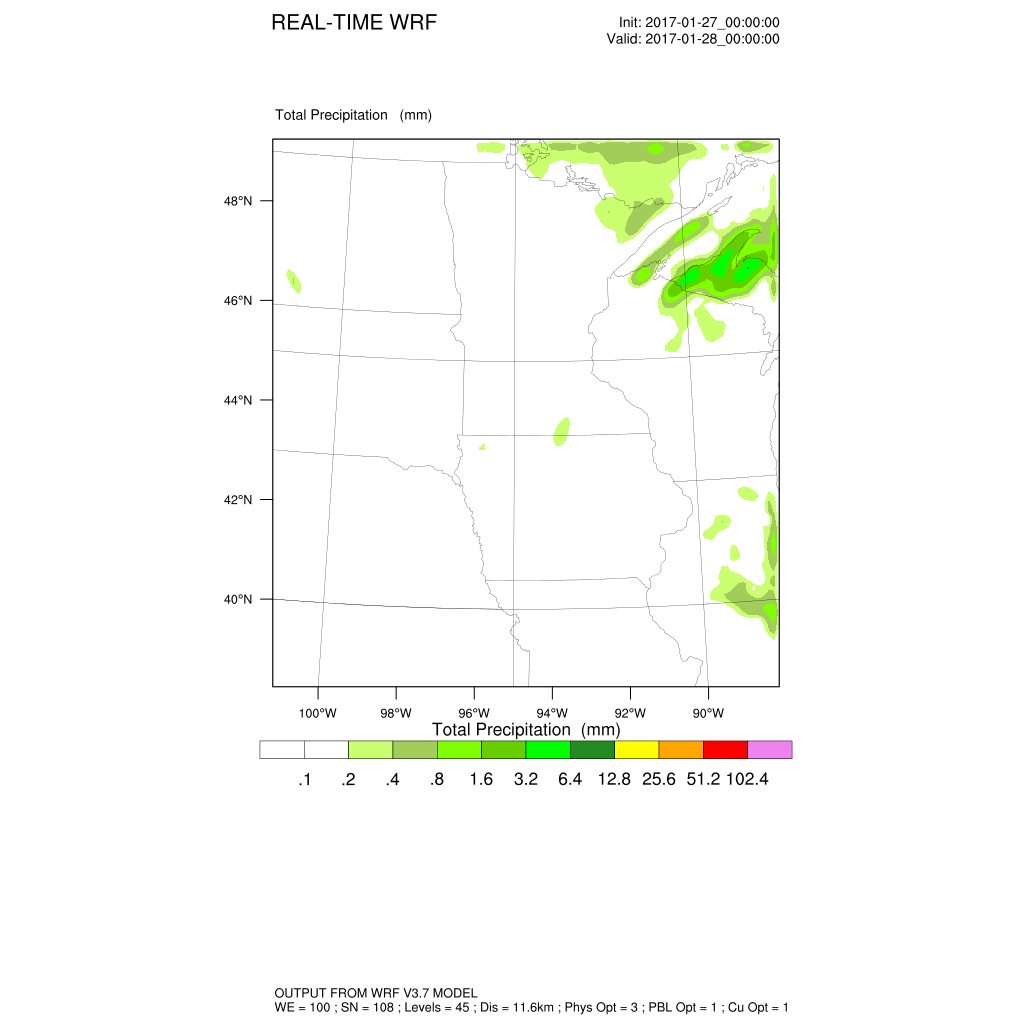 REAL-TIME WRF
Init: 2017-01-27_00:00:00
Valid: 2017-01-28_00:00:00
Total Precipitation (mm)
48°N
46°N
44°N
42°N
40°N
100°W 98°W 96°W 94°W 92°W 90°W
Total Precipitation (mm)
.1 .2 .4 .8 1.6 3.2 6.4 12.8 25.6 51.2 102.4
OUTPUT FROM WRF V3.7 MODEL
WE = 100 ; SN = 108 ; Levels = 45 ; Dis = 11.6km ; Phys Opt = 3 ; PBL Opt = 1 ; Cu Opt = 1